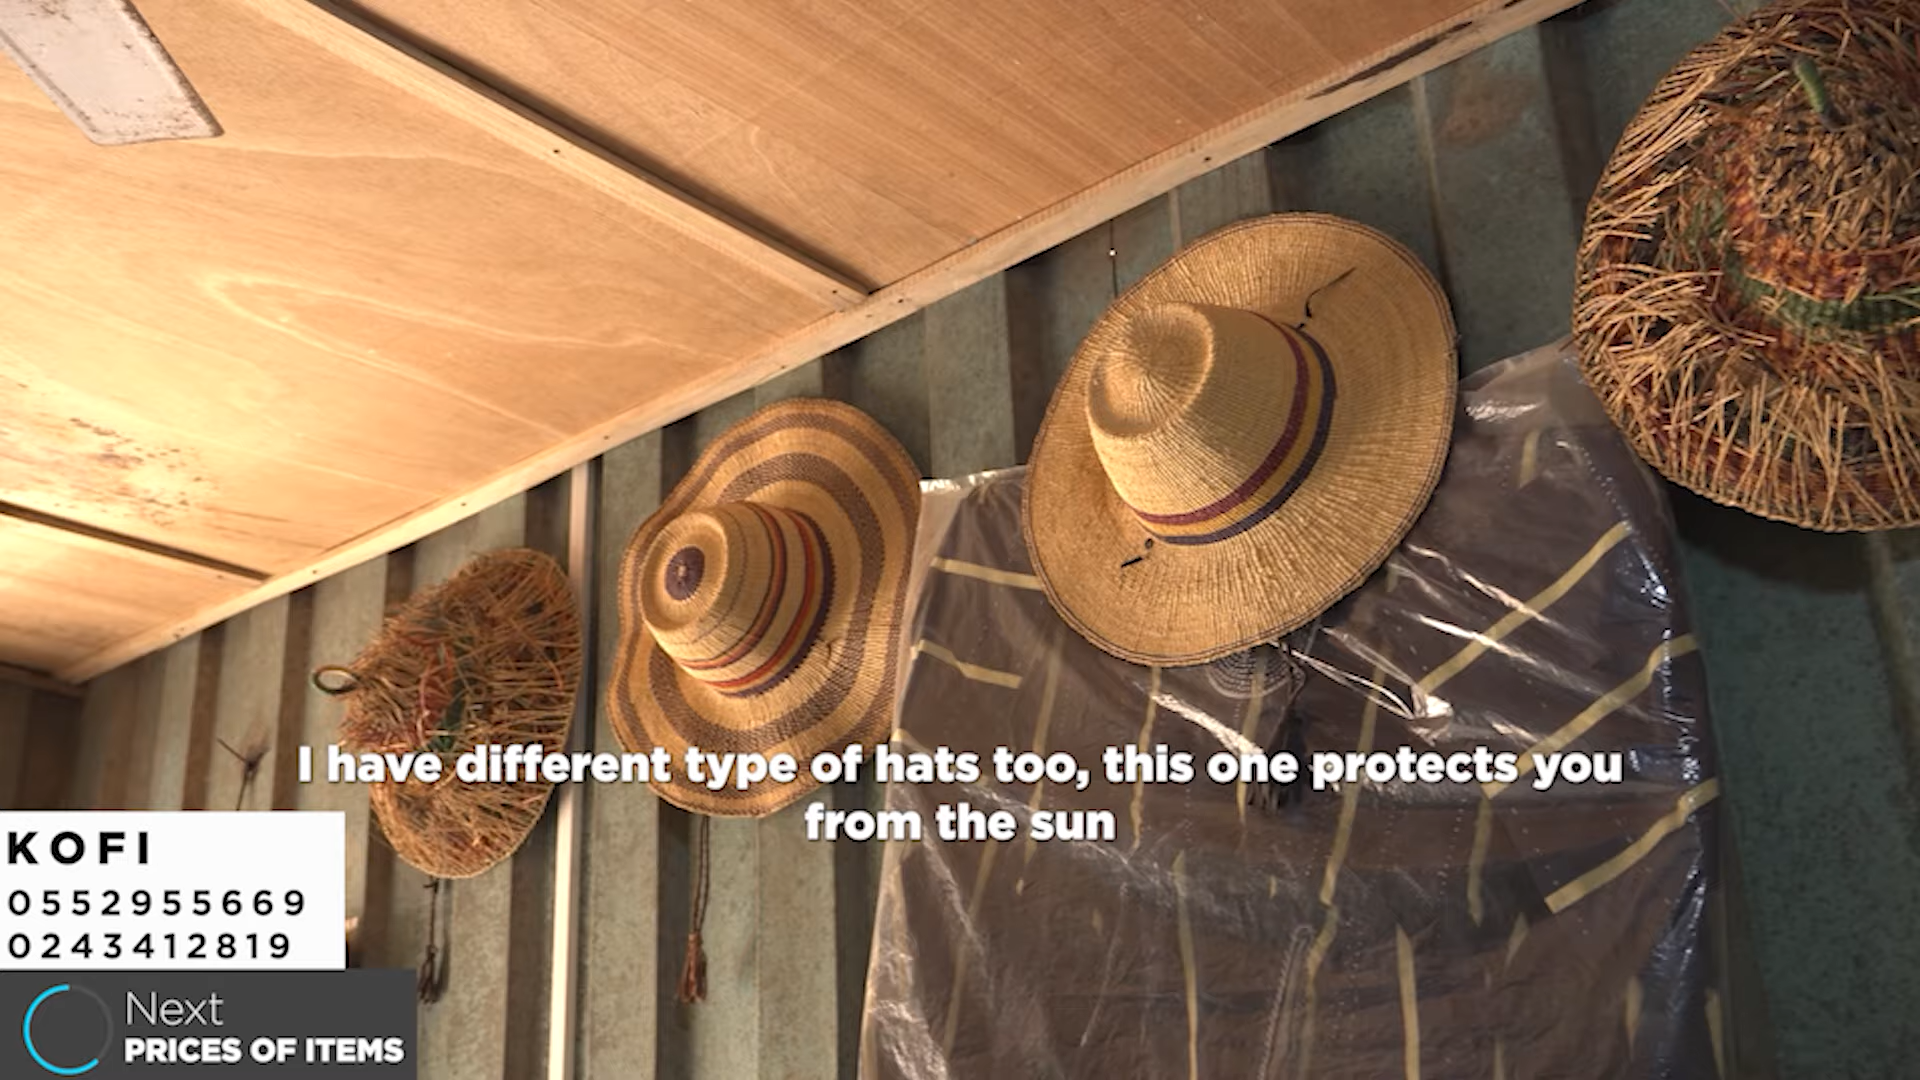 I have different type of hats too, this one protects you
from the sun
KOFI
0552955669
0243412819
Next
PRICES OF ITEMS